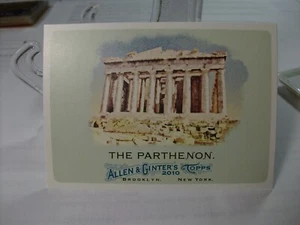 THE PARTHENON.
ALLEN & GINTER'S TOPPS
2010
BROOKLYN. NEW YORK.